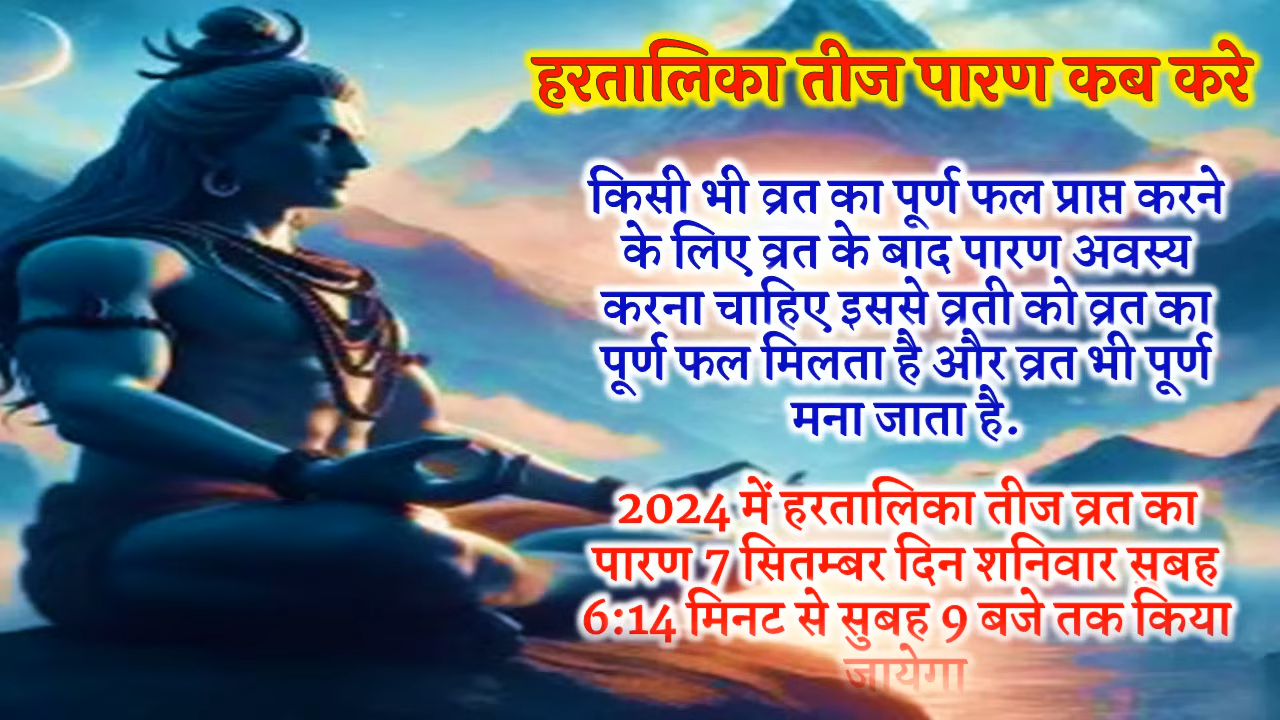 हरतालिका तीज पारण कब करे
किसी भी व्रत का पूर्ण फल प्राप्त करने
के लिए व्रत के बाद पारण अवस्य
करना चाहिए इससे व्रती को व्रत का
पूर्ण फल मिलता है और व्रत भी पूर्ण
मना जाता है.
2024 में हरतालिका तीज व्रत का
पारण 7 सितम्बर दिन शनिवार सुबह
6:14 मिनट से सुबह 9 बजे तक किया
जायेगा